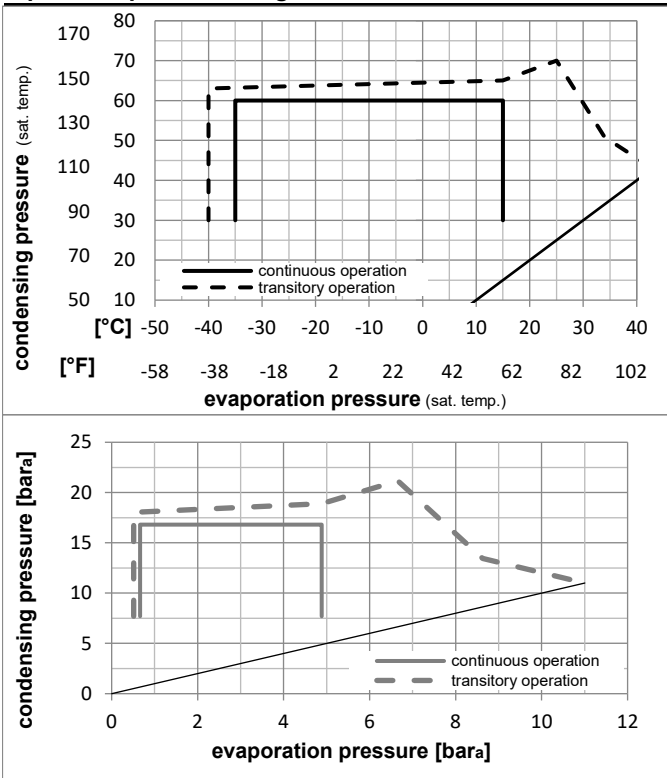 170
150
130
110
90
70
50
80
70
60
50
40
30
20
10
condensing pressure (sat. temp.)
continuous operation
transitory operation
[°C] -50 -40 -30 -20 -10 0 10 20 30 40
[°F] -58 -38 -18 2 22 42 62 82 102
evaporation pressure (sat. temp.)
25
20
15
10
5
0
condensing pressure [bara]
continuous operation
transitory operation
0 2 4 6 8 10 12
evaporation pressure [bara]